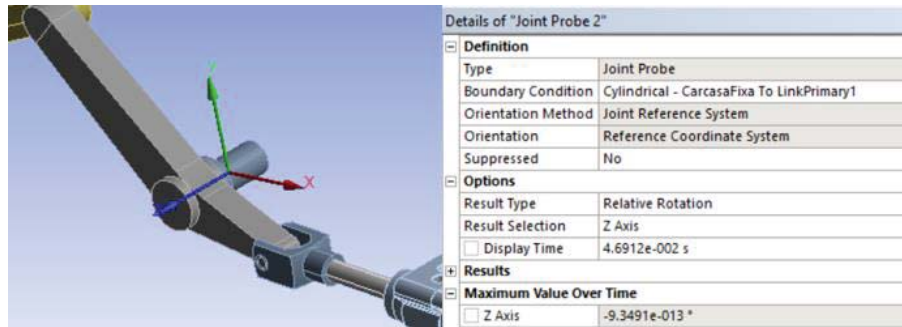 Y
X
Details of "Joint Probe 2"
Definition
Type Joint Probe
Boundary Condition Cylindrical - CarcasaFixa To LinkPrimary1
Orientation Method Joint Reference System
Orientation Reference Coordinate System
Suppressed No
Options
Result Type Relative Rotation
Result Selection Z Axis
Display Time 4.6912e-002 s
Results
Maximum Value Over Time
Z Axis -9.3491e-013 °